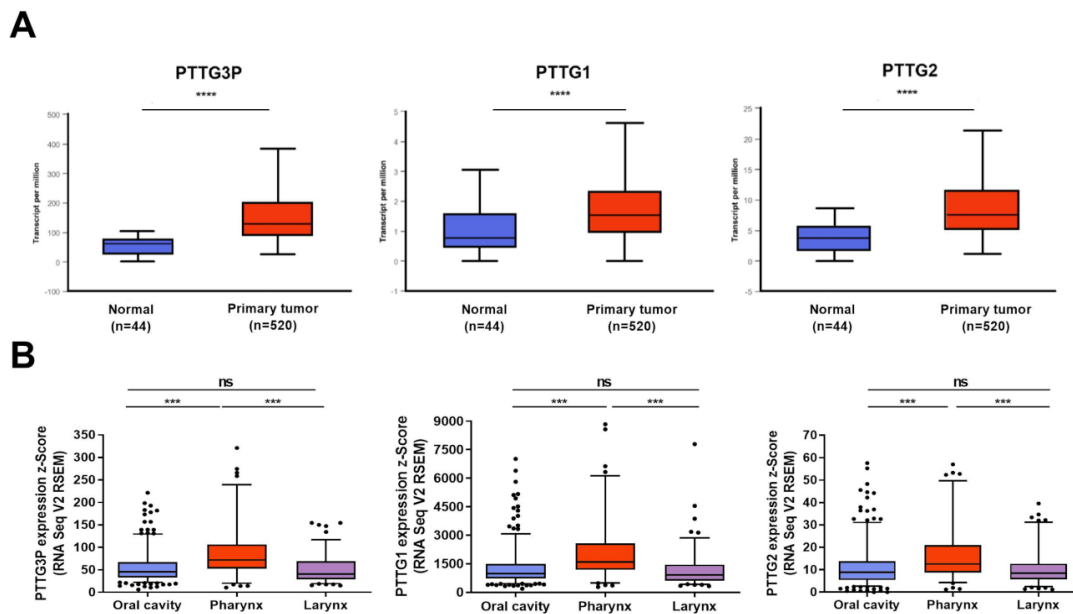 A
PTTG3P
****
Transcript per million
500
400
300
200
100
0
-100
Normal
(n=44)
Primary tumor
(n=520)
PTTG1
****
Transcript per million
5
4
3
2
1
0
-1
Normal
(n=44)
Primary tumor
(n=520)
PTTG2
****
Transcript per million
25
20
15
10
5
0
-5
Normal
(n=44)
Primary tumor
(n=520)
B
ns
***
***
PTTG3P expression z-Score
(RNA Seq V2 RSEM)
350
300
250
200
150
100
50
0
Oral cavity
Pharynx
Larynx
ns
***
***
PTTG1 expression z-Score
(RNA Seq V2 RSEM)
9000
7500
6000
4500
3000
1500
0
Oral cavity
Pharynx
Larynx
ns
***
***
PTTG2 expression z-Score
(RNA Seq V2 RSEM)
70
60
50
40
30
20
10
0
Oral cavity
Pharynx
Larynx